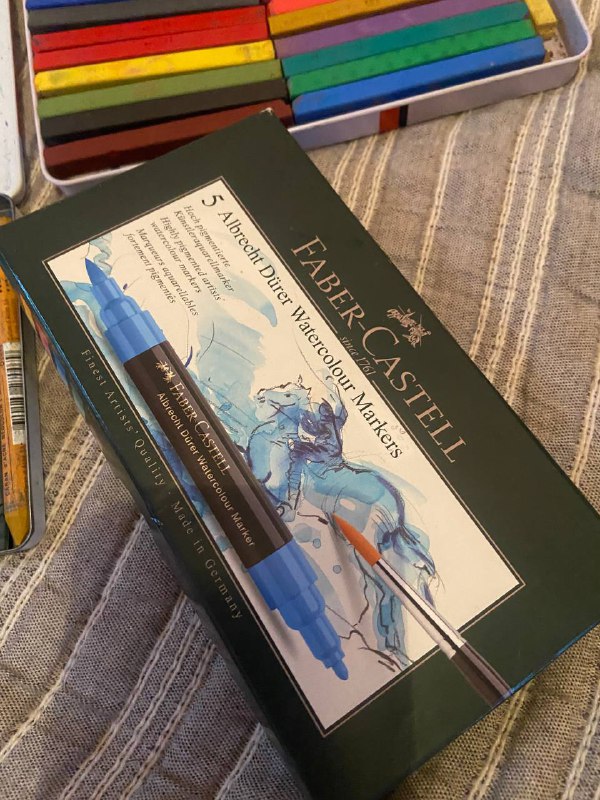 FABER-CASTELL
since 1761
5 Albrecht Dürer Watercolour Markers
Hoch pigmentierte
Künstleraquarellmarker
Highly pigmented artists'
watercolour markers
Marqueurs aquarellables
fortement pigmentés
FABER-CASTELL
Albrecht Dürer Watercolour Marker
Finest Artists' Quality · Made in Germany